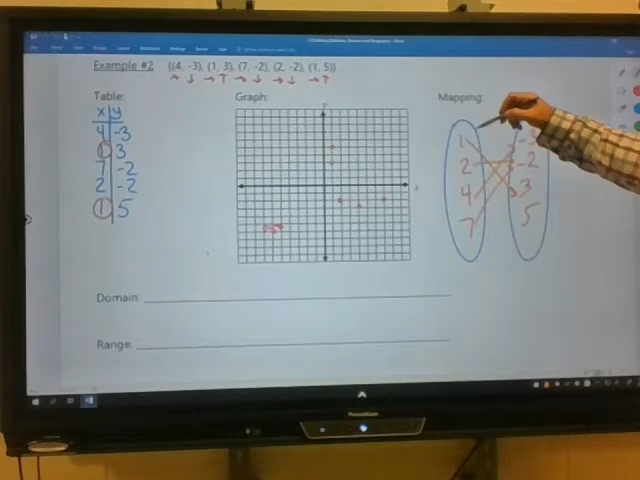 Example #2 {(4, -3), (1, 3), (7, -2), (2, -2), (1, 5)}
→ ↓ → ↑ → ↓ → ↓ → ↑
Table: Graph: Mapping:
x y
4 -3
1 3
7 -2
2 -2
1 5
y
x
1 -3
2 -2
4 3
7 5
Domain:
Range:
Promethean